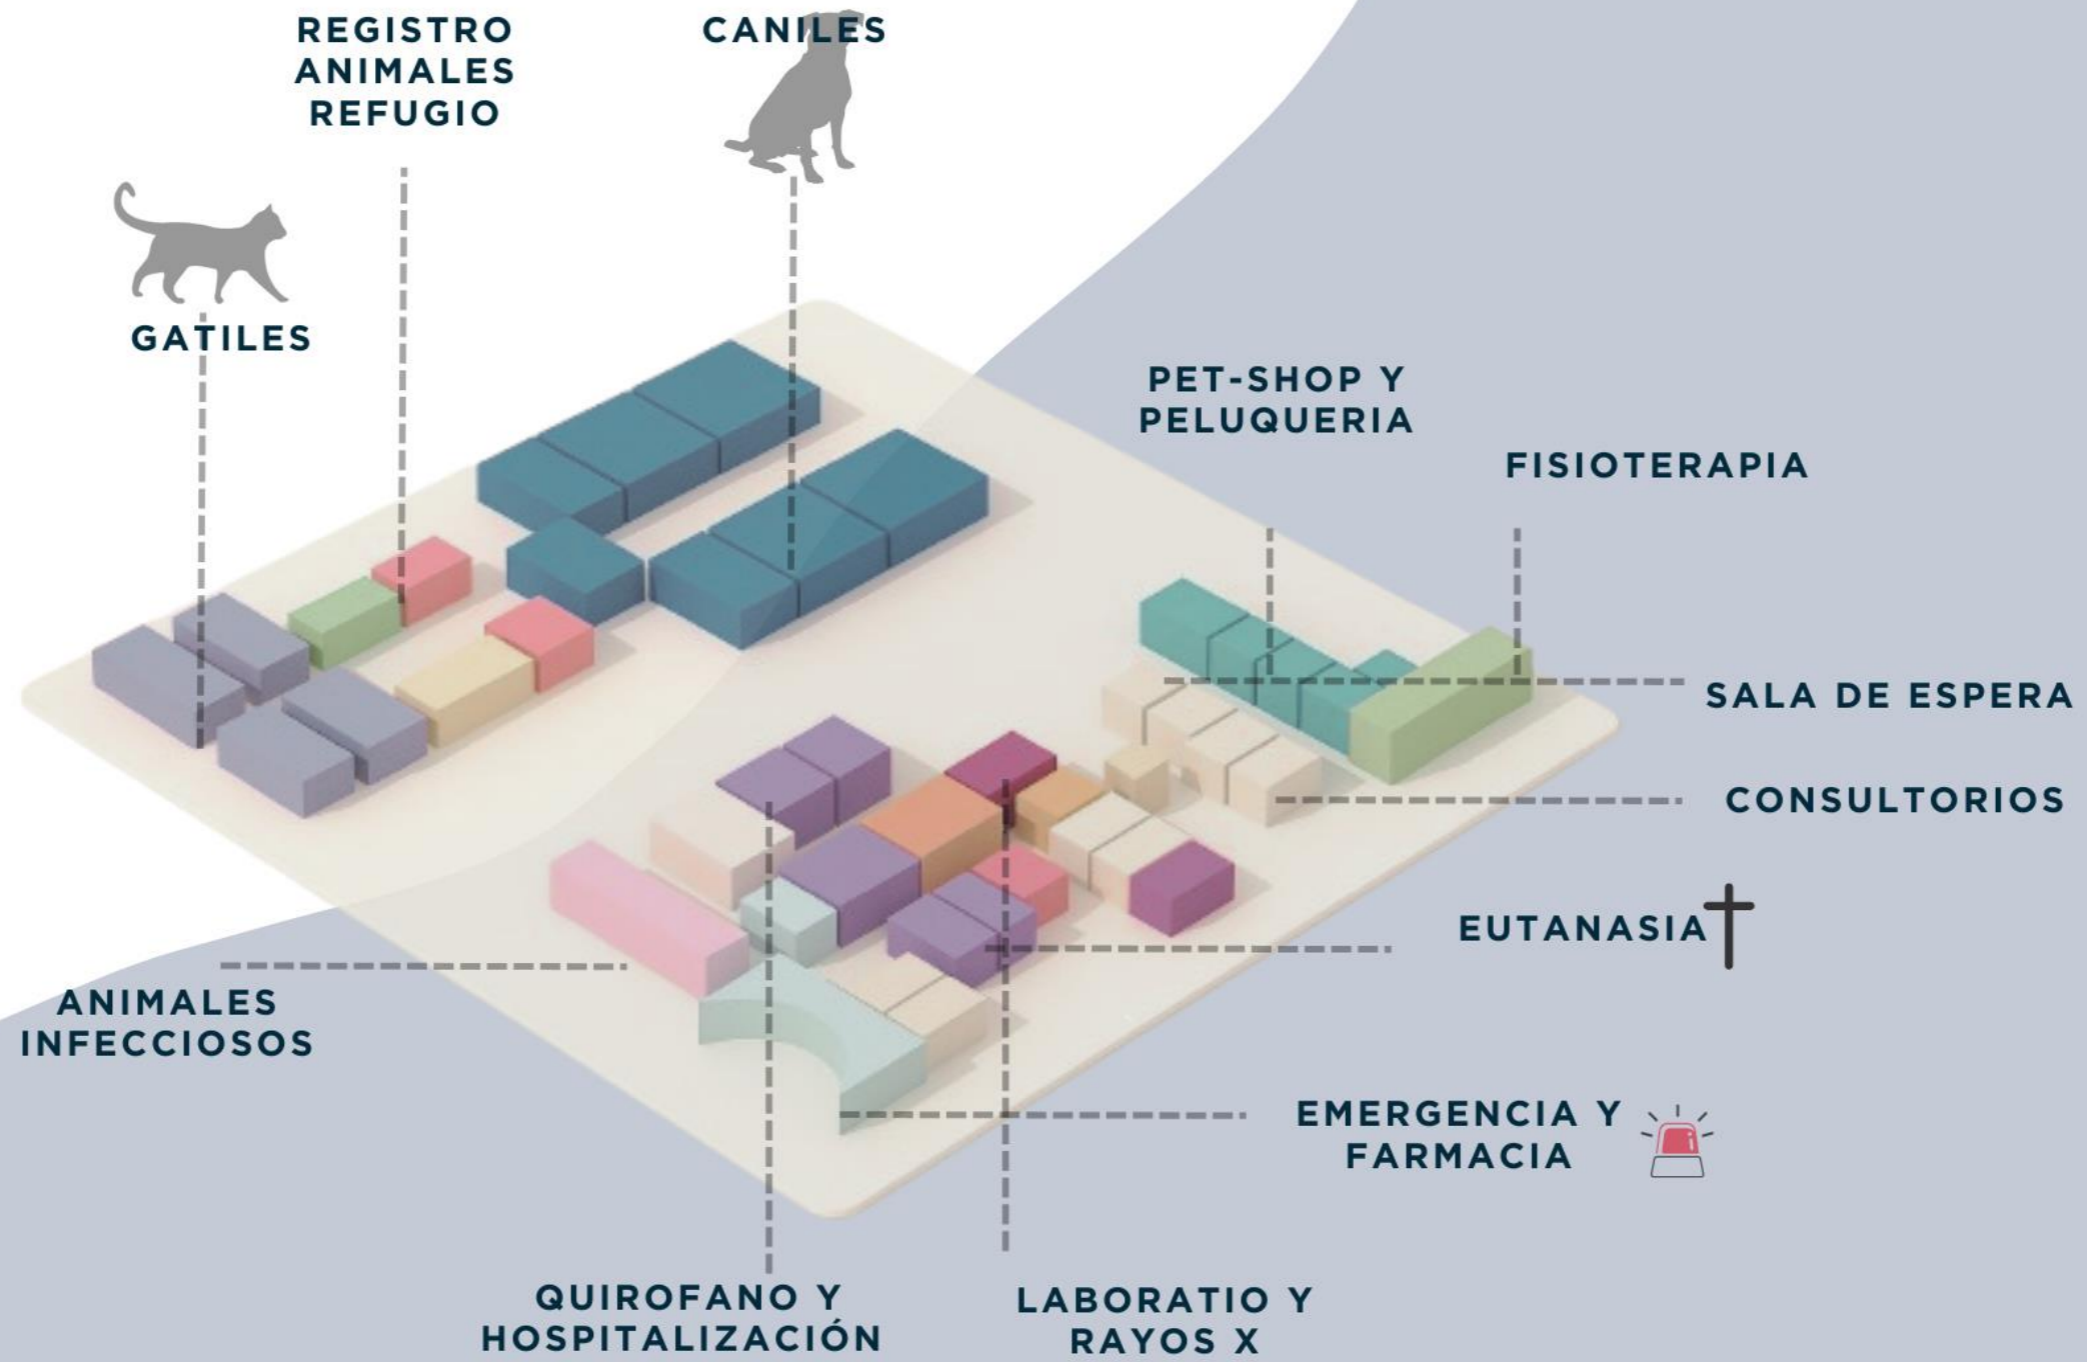 REGISTRO
ANIMALES
REFUGIO
CANILES
GATILES
PET-SHOP Y
PELUQUERIA
FISIOTERAPIA
SALA DE ESPERA
CONSULTORIOS
EUTANASIA
ANIMALES
INFECCIOSOS
EMERGENCIA Y
FARMACIA
QUIROFANO Y
HOSPITALIZACIÓN
LABORATIO Y
RAYOS X